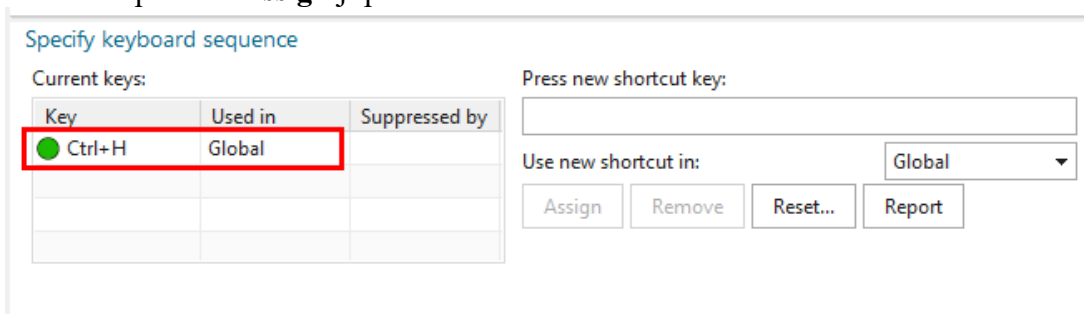 Specify keyboard sequence
Current keys:
Press new shortcut key:
Key Used in Suppressed by
Ctrl+H Global
Use new shortcut in: Global
Assign Remove Reset... Report